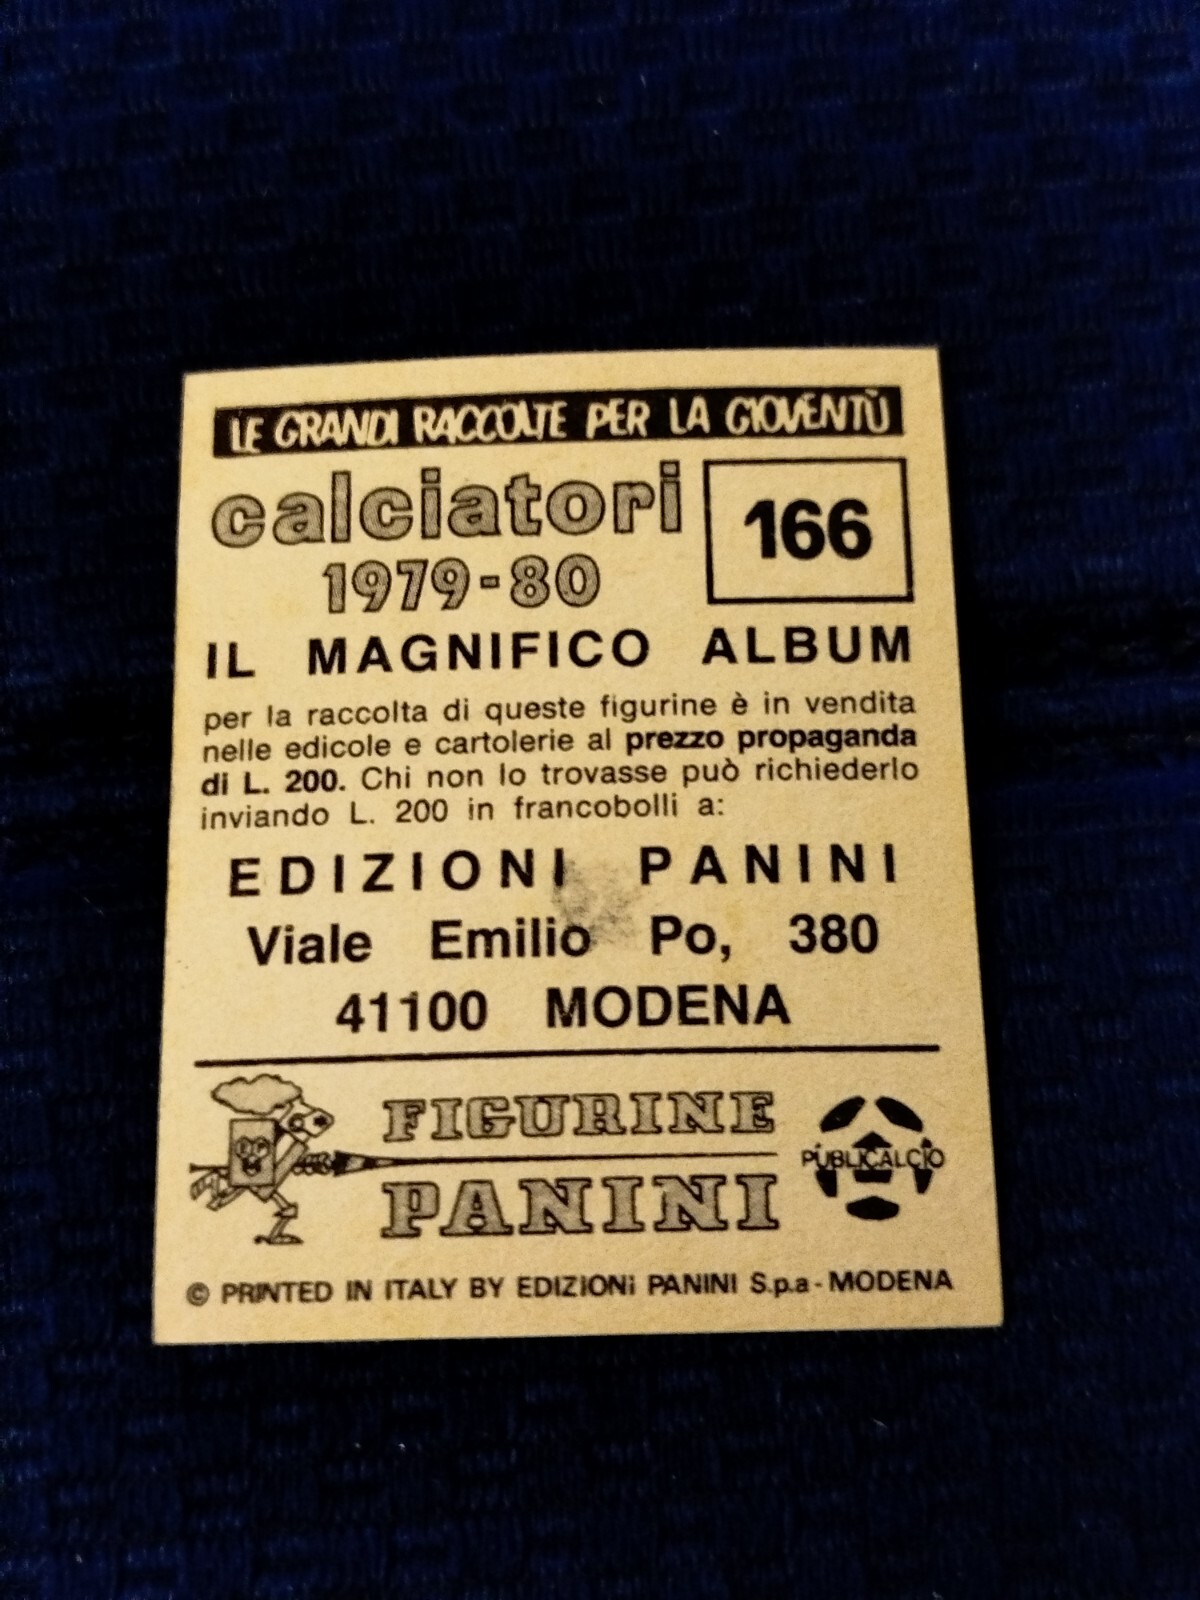 LE GRANDI RACCOLTE PER LA GIOVENTÙ
calciatori
1979-80
166
IL MAGNIFICO ALBUM
per la raccolta di queste figurine è in vendita
nelle edicole e cartolerie al prezzo propaganda
di L. 200. Chi non lo trovasse può richiederlo
inviando L. 200 in francobolli a:
EDIZIONI PANINI
Viale Emilio Po, 380
41100 MODENA
FIGURINE
PANINI
PUBLICALCIO
© PRINTED IN ITALY BY EDIZIONi PANINI S.p.a - MODENA